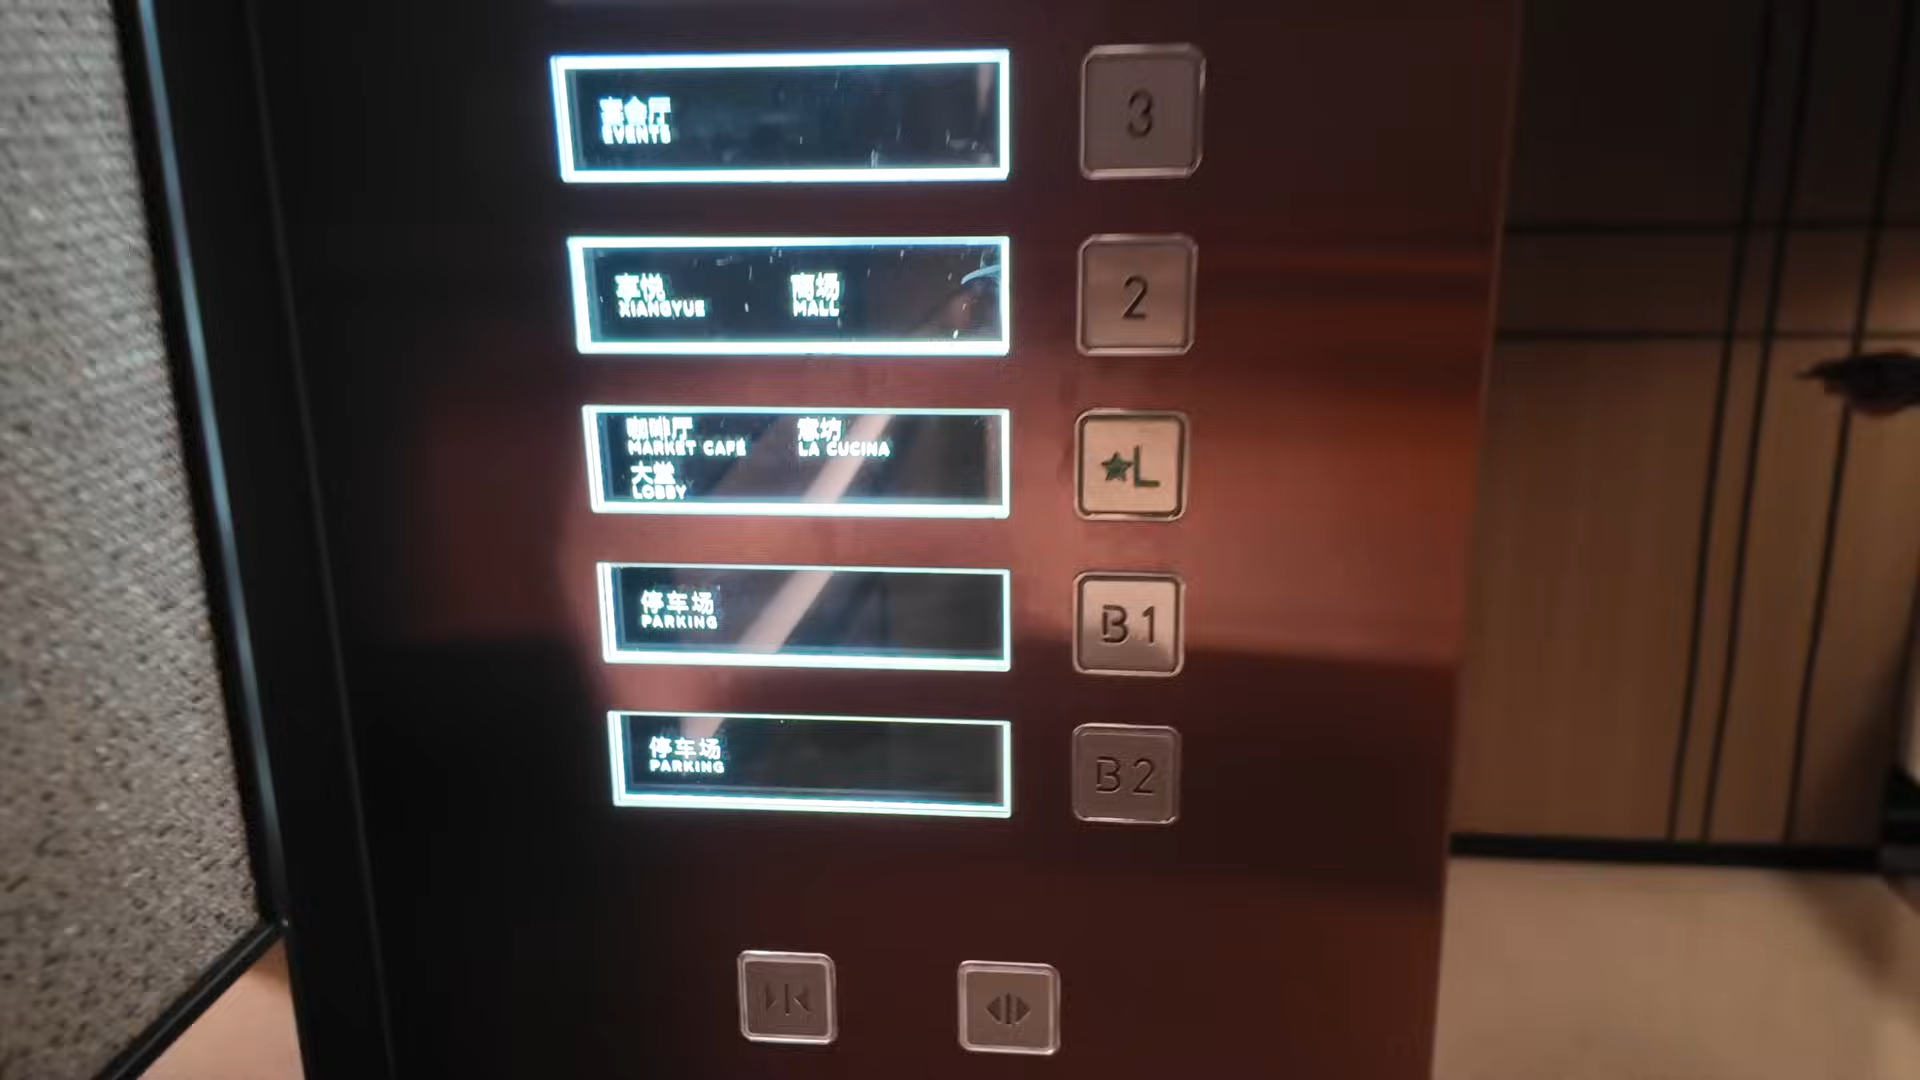 宴会厅
EVENTS
3
享悦 商场
XIANGYUE MALL
2
咖啡厅 意坊
MARKET CAFE LA CUCINA
大堂
LOBBY
★L
停车场
PARKING
B1
停车场
PARKING
B2